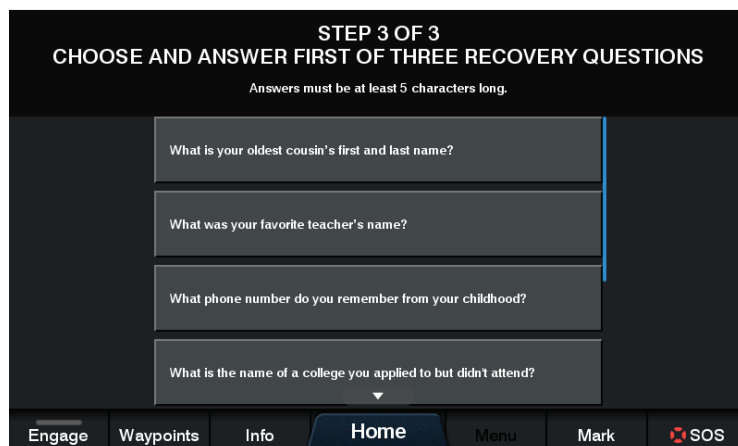 STEP 3 OF 3
CHOOSE AND ANSWER FIRST OF THREE RECOVERY QUESTIONS
Answers must be at least 5 characters long.
What is your oldest cousin's first and last name?
What was your favorite teacher's name?
What phone number do you remember from your childhood?
What is the name of a college you applied to but didn't attend?
Engage Waypoints Info Home Menu Mark SOS